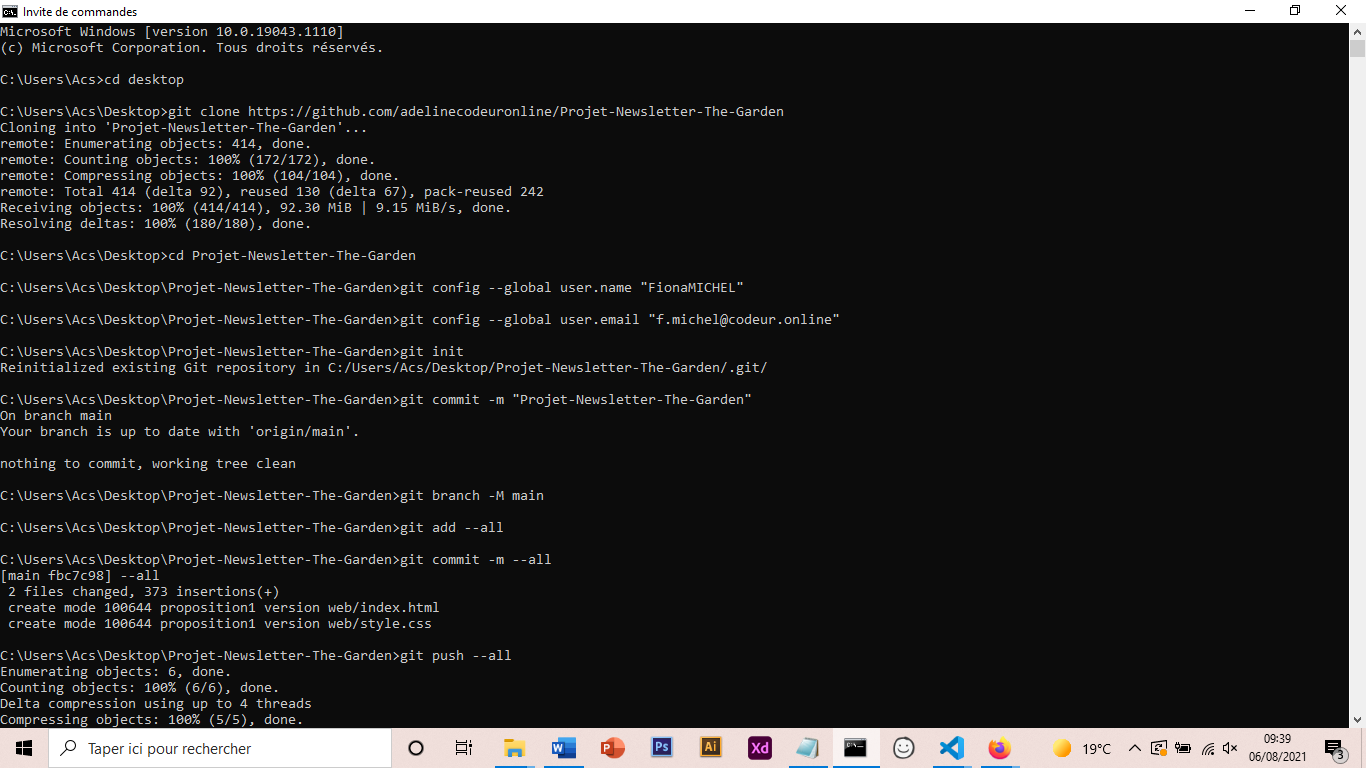 Invite de commandes
Microsoft Windows [version 10.0.19043.1110]
(c) Microsoft Corporation. Tous droits réservés.
C:\Users\Acs>cd desktop
C:\Users\Acs\Desktop>git clone https://github.com/adelinecodeuronline/Projet-Newsletter-The-Garden
Cloning into 'Projet-Newsletter-The-Garden'...
remote: Enumerating objects: 414, done.
remote: Counting objects: 100% (172/172), done.
remote: Compressing objects: 100% (104/104), done.
remote: Total 414 (delta 92), reused 130 (delta 67), pack-reused 242
Receiving objects: 100% (414/414), 92.30 MiB | 9.15 MiB/s, done.
Resolving deltas: 100% (180/180), done.
C:\Users\Acs\Desktop>cd Projet-Newsletter-The-Garden
C:\Users\Acs\Desktop\Projet-Newsletter-The-Garden>git config --global user.name "FionaMICHEL"
C:\Users\Acs\Desktop\Projet-Newsletter-The-Garden>git config --global user.email "f.michel@codeur.online"
C:\Users\Acs\Desktop\Projet-Newsletter-The-Garden>git init
Reinitialized existing Git repository in C:/Users/Acs/Desktop/Projet-Newsletter-The-Garden/.git/
C:\Users\Acs\Desktop\Projet-Newsletter-The-Garden>git commit -m "Projet-Newsletter-The-Garden"
On branch main
Your branch is up to date with 'origin/main'.
nothing to commit, working tree clean
C:\Users\Acs\Desktop\Projet-Newsletter-The-Garden>git branch -M main
C:\Users\Acs\Desktop\Projet-Newsletter-The-Garden>git add --all
C:\Users\Acs\Desktop\Projet-Newsletter-The-Garden>git commit -m --all
[main fbc7c98] --all
2 files changed, 373 insertions(+)
create mode 100644 proposition1 version web/index.html
create mode 100644 proposition1 version web/style.css
C:\Users\Acs\Desktop\Projet-Newsletter-The-Garden>git push --all
Enumerating objects: 6, done.
Counting objects: 100% (6/6), done.
Delta compression using up to 4 threads
Compressing objects: 100% (5/5), done.
Taper ici pour rechercher
W
P
Ps
Ai
Xd
19°C
09:39
06/08/2021
3